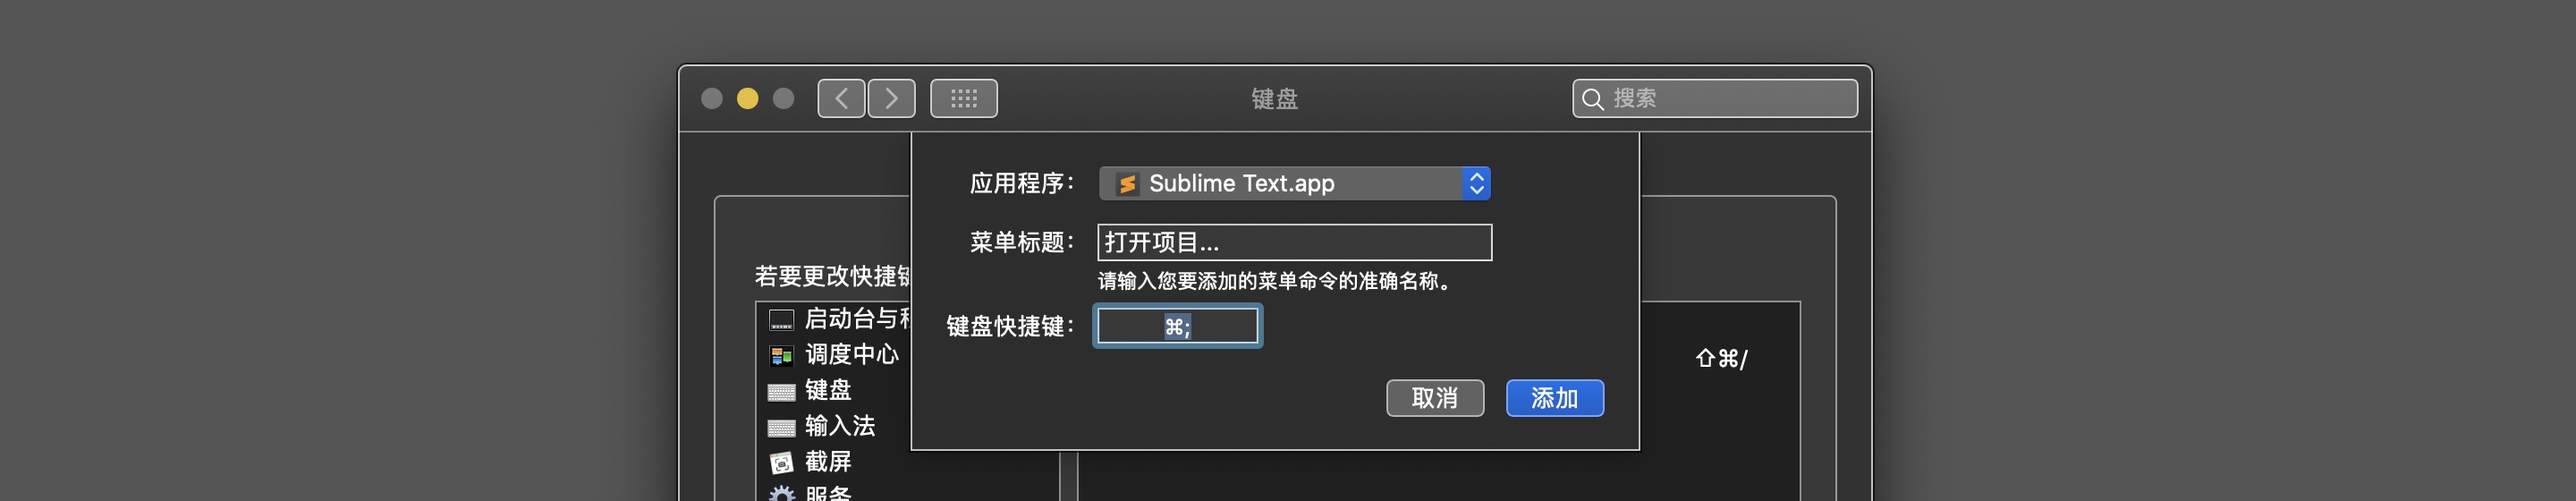 键盘
搜索
应用程序：
Sublime Text.app
菜单标题：
打开项目...
请输入您要添加的菜单命令的准确名称。
键盘快捷键：
⌘;
取消
添加
若要更改快捷键
启动台与
调度中心
键盘
输入法
截屏
服务
⇧⌘/